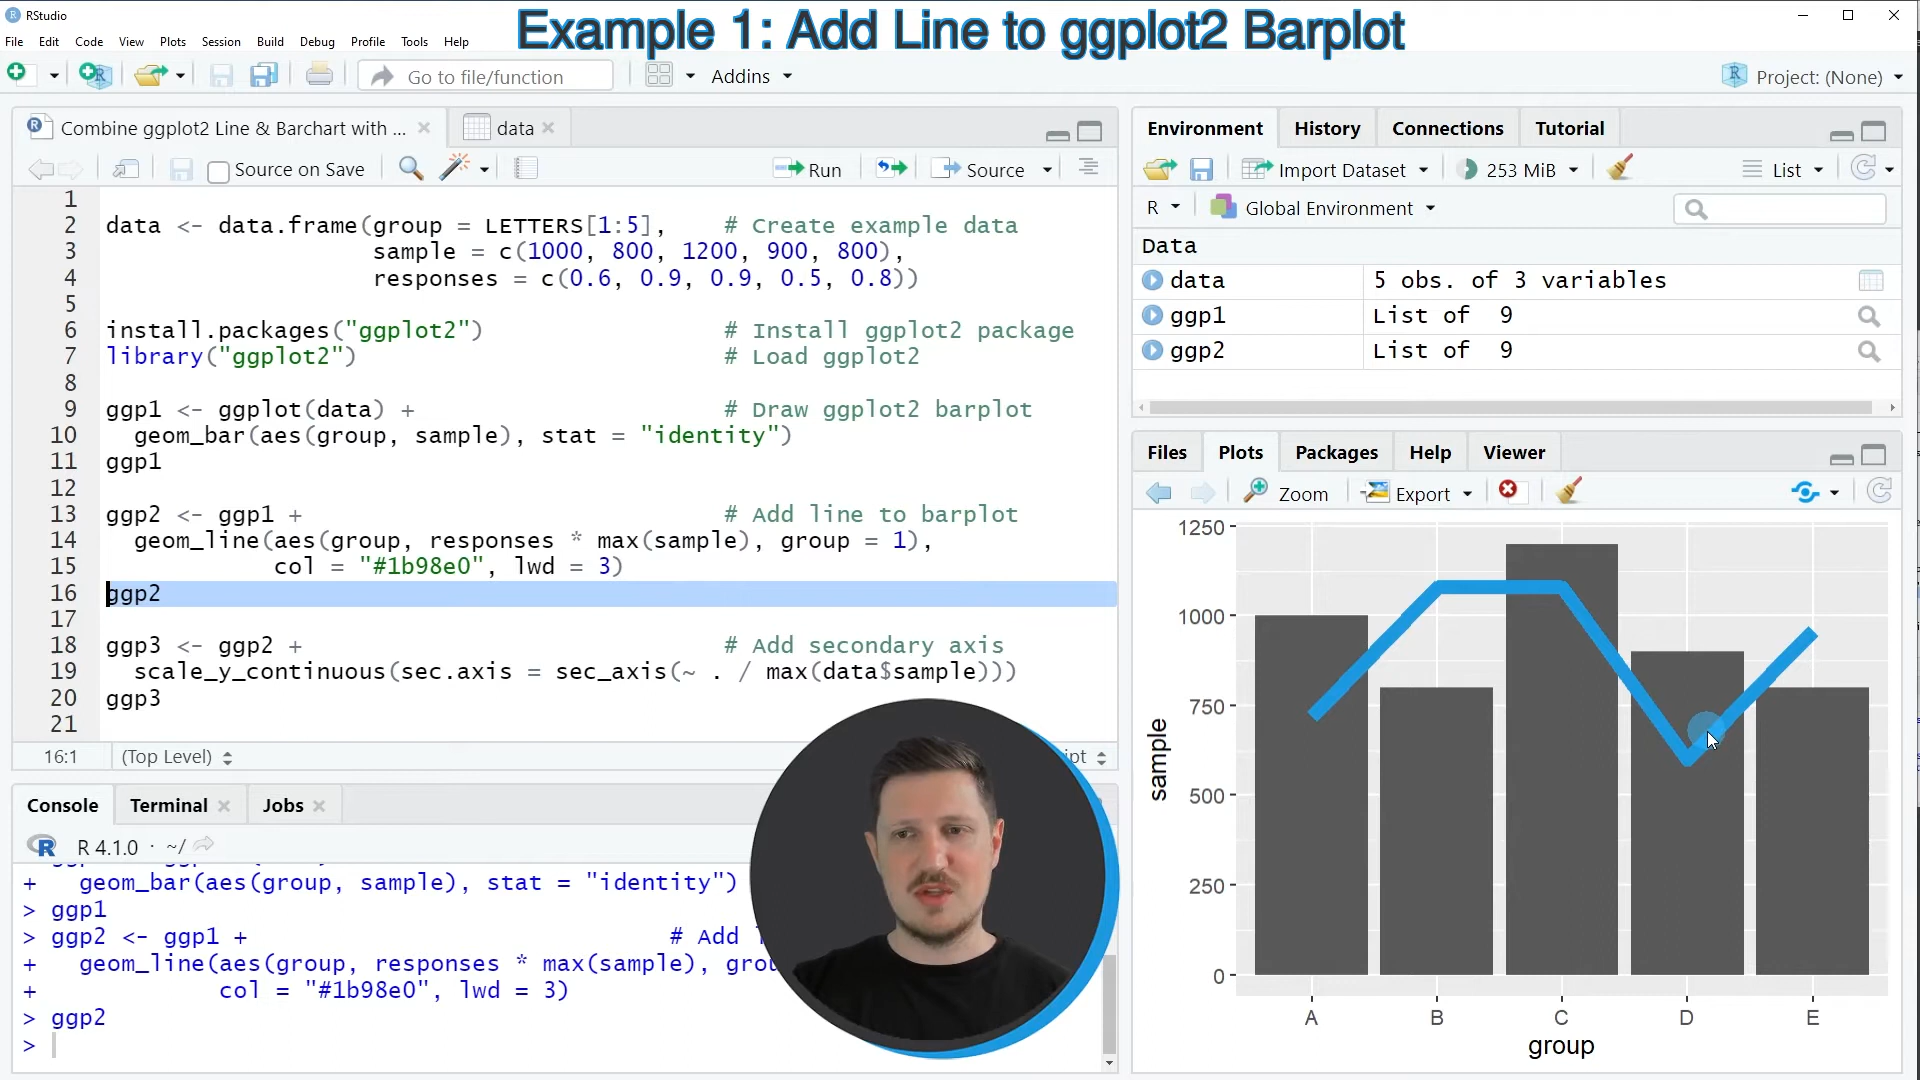 RStudio
Example 1: Add Line to ggplot2 Barplot
File Edit Code View Plots Session Build Debug Profile Tools Help
Go to file/function
Addins
Project: (None)
Combine ggplot2 Line & Barchart with ...
data
Source on Save
Run
Source
1
2 data <- data.frame(group = LETTERS[1:5], # Create example data
3 sample = c(1000, 800, 1200, 900, 800),
4 responses = c(0.6, 0.9, 0.9, 0.5, 0.8))
5
6 install.packages("ggplot2") # Install ggplot2 package
7 library("ggplot2") # Load ggplot2
8
9 ggp1 <- ggplot(data) + # Draw ggplot2 barplot
10 geom_bar(aes(group, sample), stat = "identity")
11 ggp1
12
13 ggp2 <- ggp1 + # Add line to barplot
14 geom_line(aes(group, responses * max(sample), group = 1),
15 col = "#1b98e0", lwd = 3)
16 ggp2
17
18 ggp3 <- ggp2 + # Add secondary axis
19 scale_y_continuous(sec.axis = sec_axis(~ . / max(data$sample)))
20 ggp3
21
16:1 (Top Level)
Console Terminal Jobs
R R 4.1.0 · ~/
+ geom_bar(aes(group, sample), stat = "identity")
> ggp1
> ggp2 <- ggp1 + # Add
+ geom_line(aes(group, responses * max(sample),
+ col = "#1b98e0", lwd = 3)
> ggp2
>
Environment History Connections Tutorial
Import Dataset
253 MiB
List
R
Global Environment
Data
data 5 obs. of 3 variables
ggp1 List of 9
ggp2 List of 9
Files Plots Packages Help Viewer
Zoom
Export
1250
1000
750
500
250
0
sample
A B C D E
group